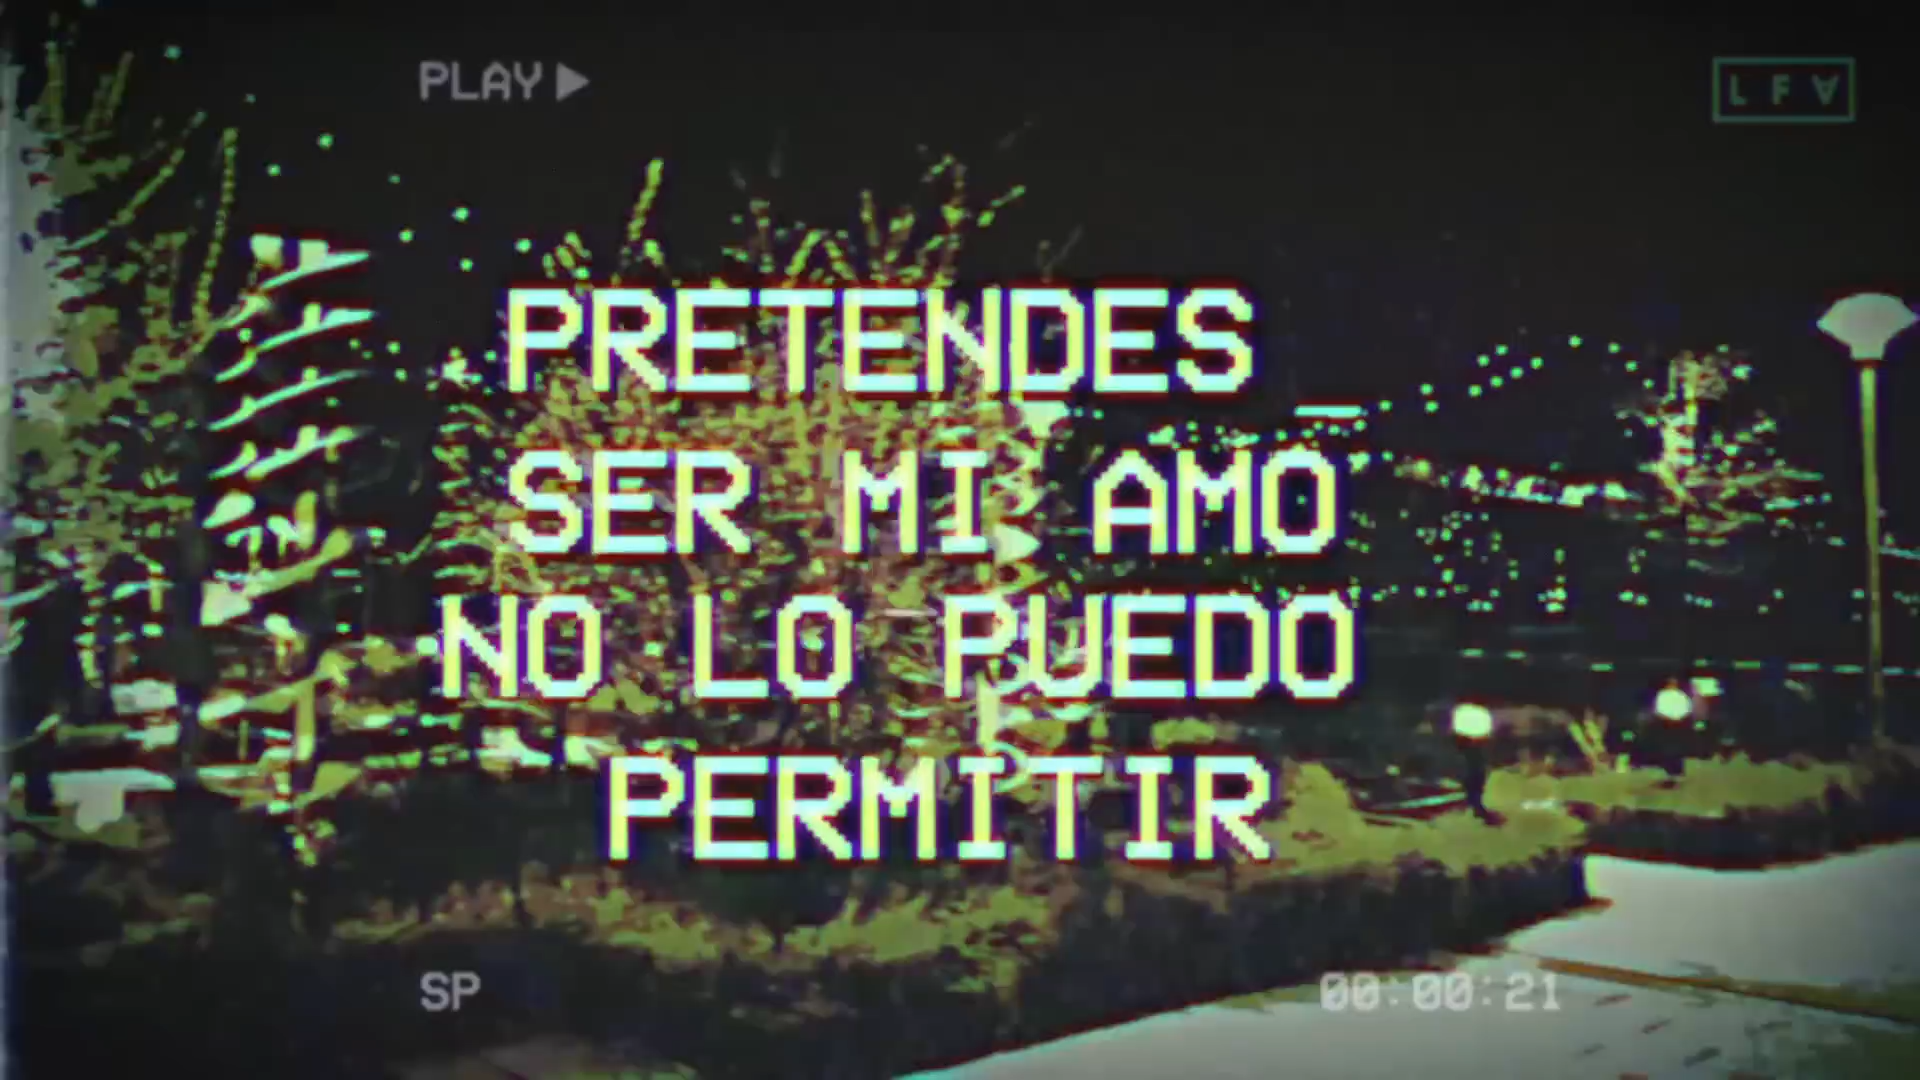 PLAY ▶
LFV
PRETENDES _
SER MI AMO
NO LO PUEDO
PERMITIR
SP
00:00:21